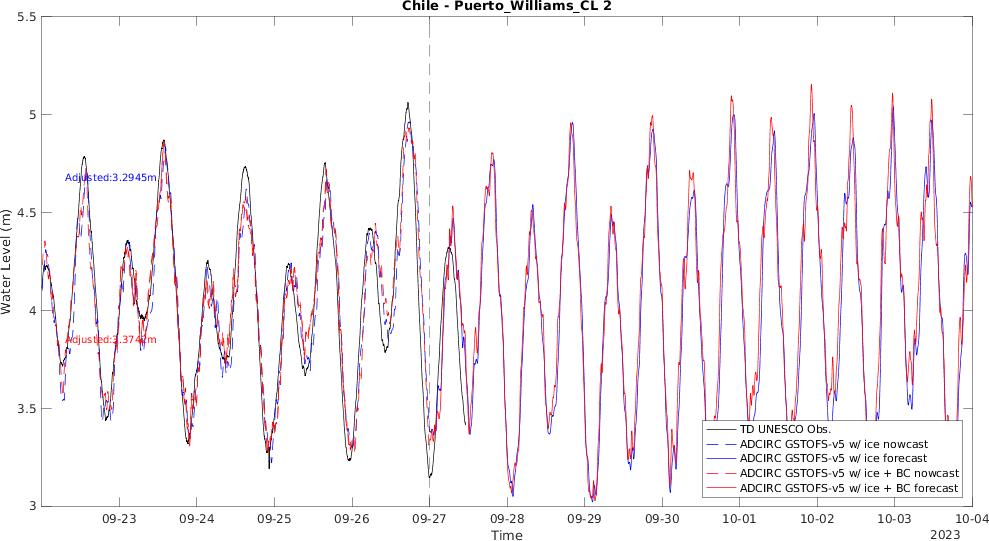 Chile - Puerto_Williams_CL 2
5.5
5
4.5
4
3.5
3
Water Level (m)
Adjusted:3.2945m
Adjusted:3.3742m
TD UNESCO Obs.
ADCIRC GSTOFS-v5 w/ ice nowcast
ADCIRC GSTOFS-v5 w/ ice forecast
ADCIRC GSTOFS-v5 w/ ice + BC nowcast
ADCIRC GSTOFS-v5 w/ ice + BC forecast
09-23 09-24 09-25 09-26 09-27 09-28 09-29 09-30 10-01 10-02 10-03 10-04
Time
2023